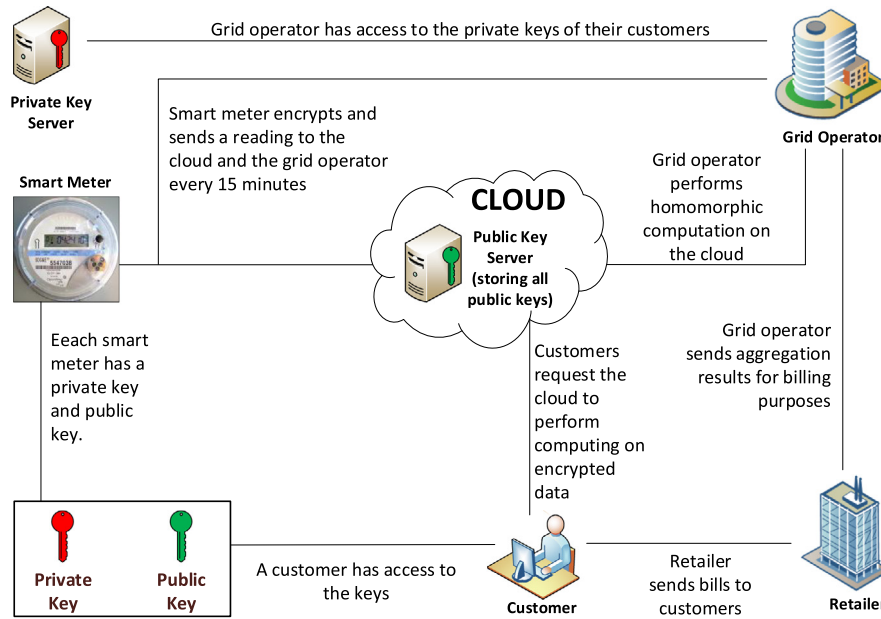 Grid operator has access to the private keys of their customers
Private Key
Server
Grid Operator
Smart meter encrypts and
sends a reading to the
cloud and the grid operator
every 15 minutes
Smart Meter
CLOUD
Public Key
Server
(storing all
public keys)
Grid operator
performs
homomorphic
computation on
the cloud
Eeach smart
meter has a
private key
and public
key.
Customers
request the
cloud to
perform
computing on
encrypted
data
Grid operator
sends aggregation
results for billing
purposes
Private
Key
Public
Key
A customer has access to
the keys
Customer
Retailer
sends bills to
customers
Retailer